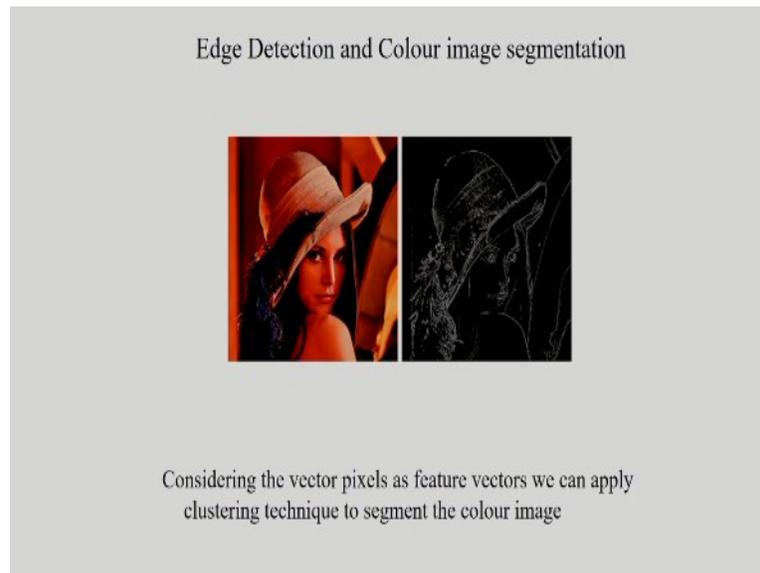 Edge Detection and Colour image segmentation
Considering the vector pixels as feature vectors we can apply
clustering technique to segment the colour image